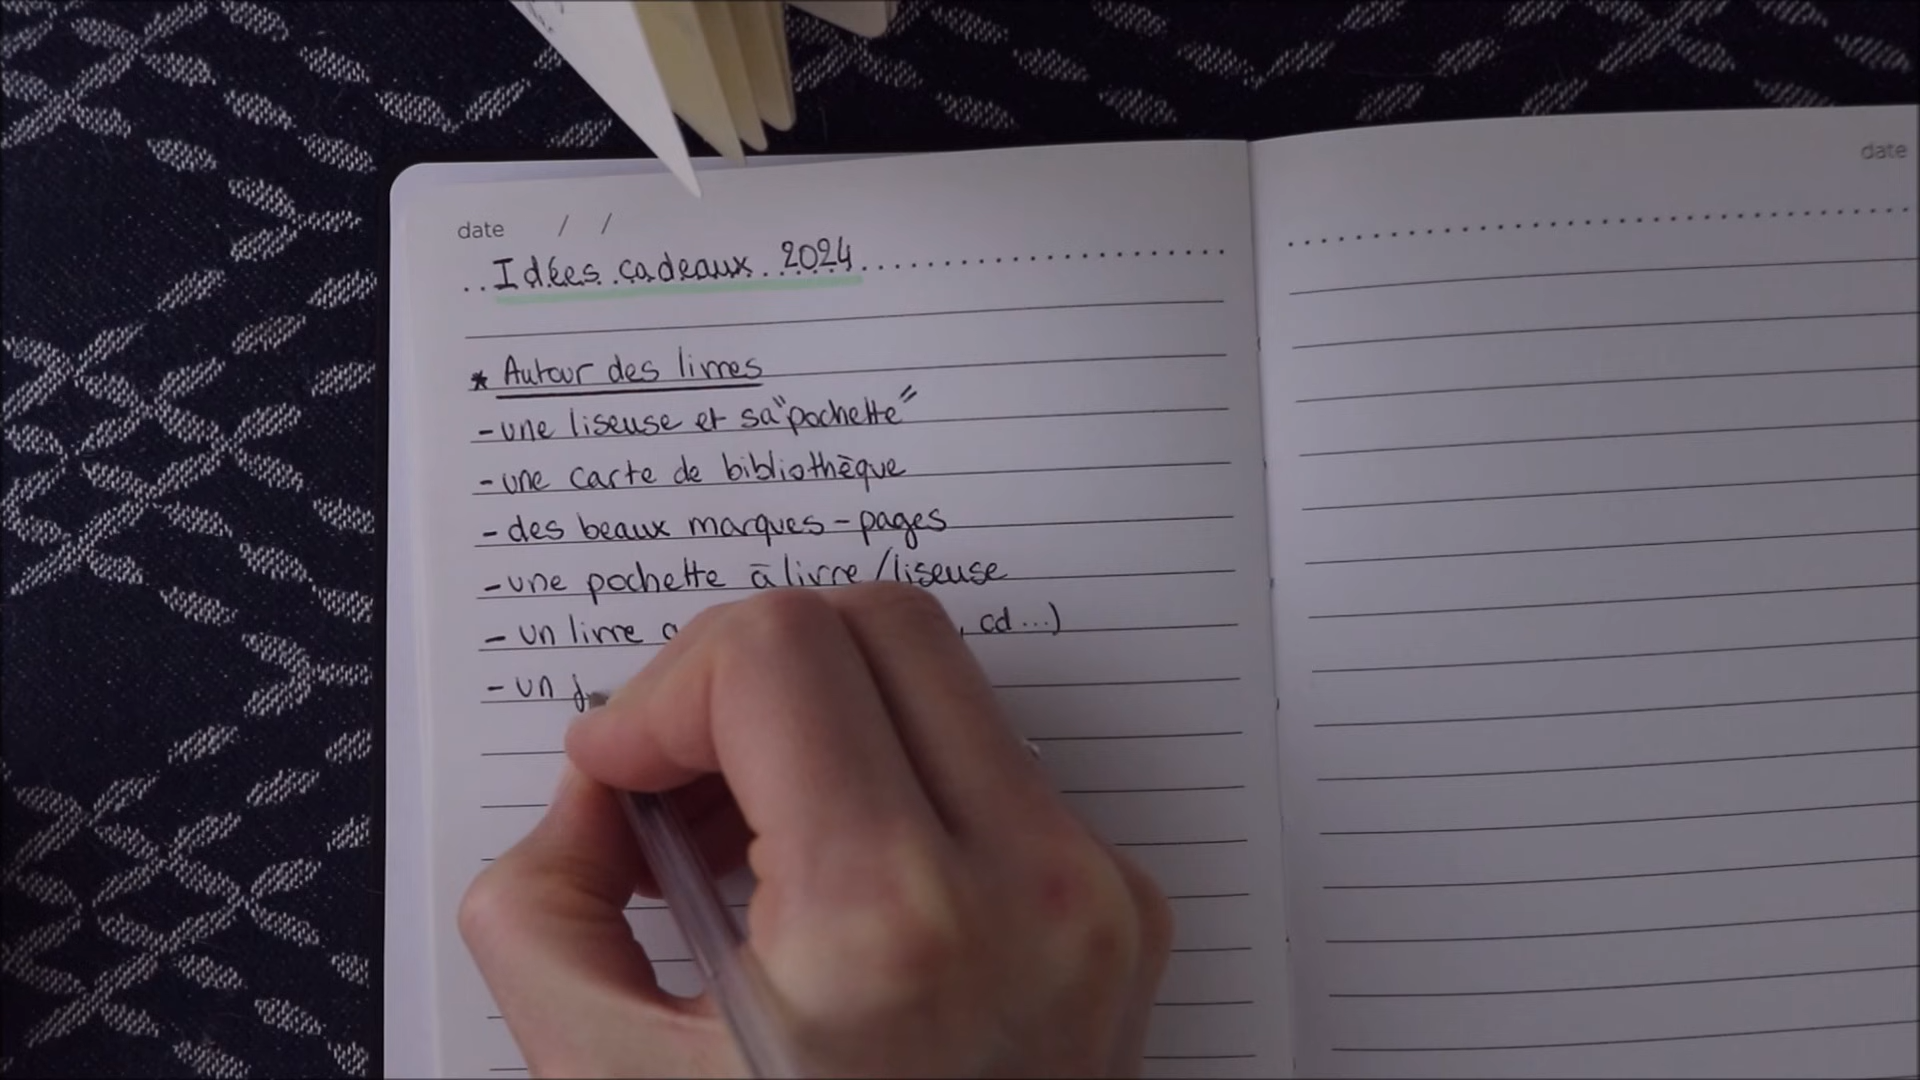 date / /
date
Idées cadeaux 2024
* Autour des livres
- une liseuse et sa "pochette"
- une carte de bibliothèque
- des beaux marques-pages
- une pochette à livre/liseuse
- un livre , cd...)
- un